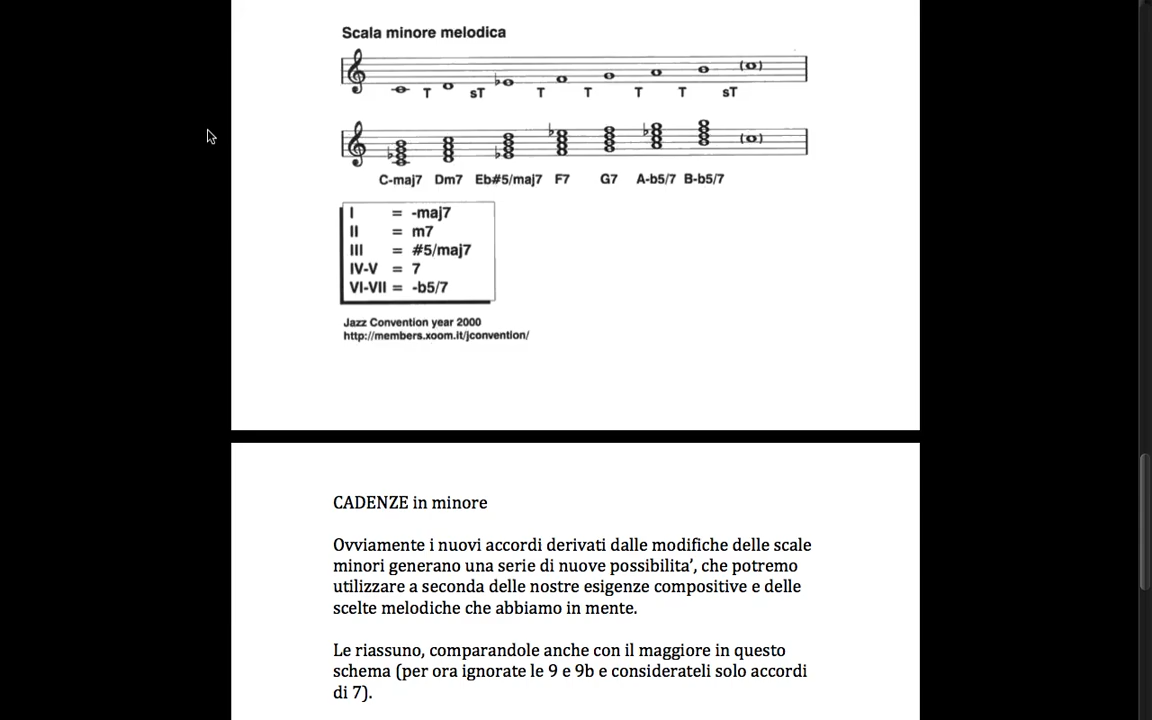 Scala minore melodica
T sT T T T T sT
C-maj7 Dm7 Eb#5/maj7 F7 G7 A-b5/7 B-b5/7
I = -maj7
II = m7
III = #5/maj7
IV-V = 7
VI-VII = -b5/7
Jazz Convention year 2000
http://members.xoom.it/jconvention/
CADENZE in minore
Ovviamente i nuovi accordi derivati dalle modifiche delle scale
minori generano una serie di nuove possibilita’, che potremo
utilizzare a seconda delle nostre esigenze compositive e delle
scelte melodiche che abbiamo in mente.
Le riassuno, comparandole anche con il maggiore in questo
schema (per ora ignorate le 9 e 9b e considerateli solo accordi
di 7).